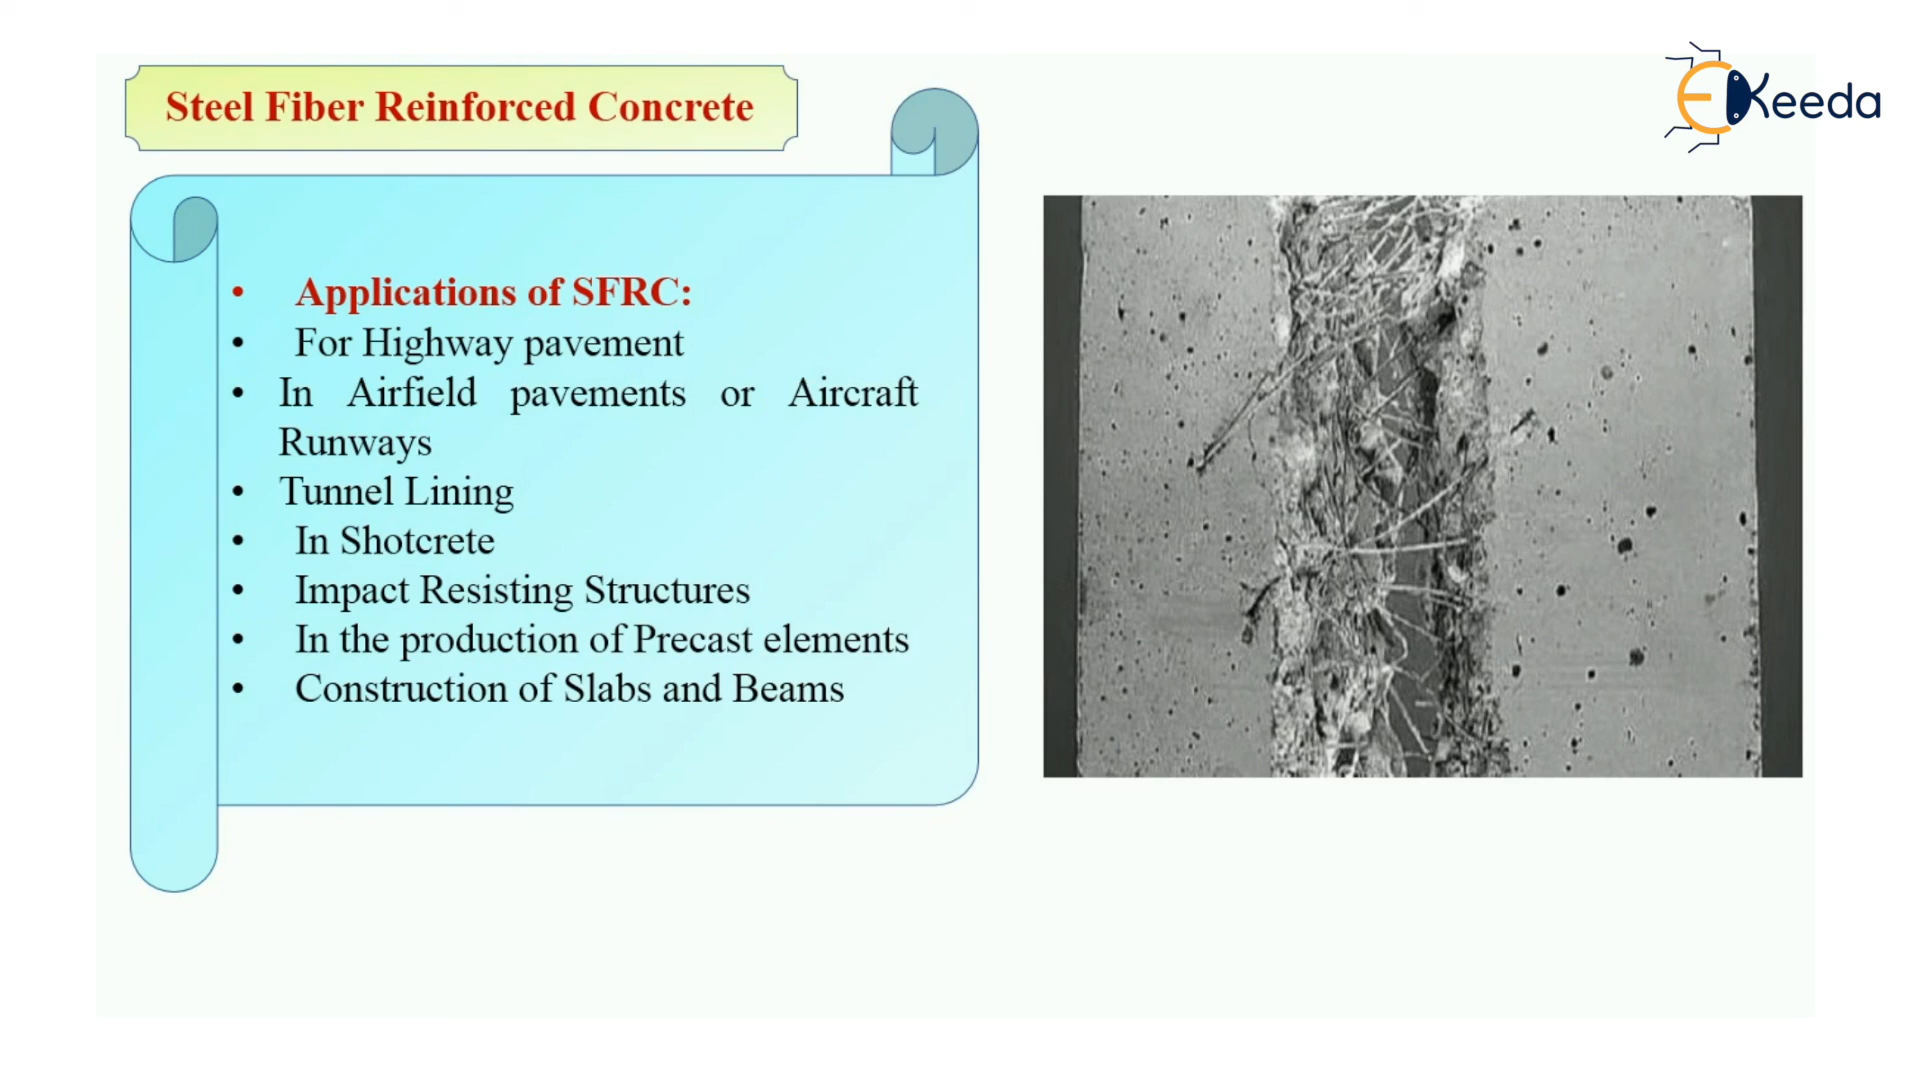 EKeeda
Steel Fiber Reinforced Concrete
• Applications of SFRC:
• For Highway pavement
• In Airfield pavements or Aircraft
Runways
• Tunnel Lining
• In Shotcrete
• Impact Resisting Structures
• In the production of Precast elements
• Construction of Slabs and Beams